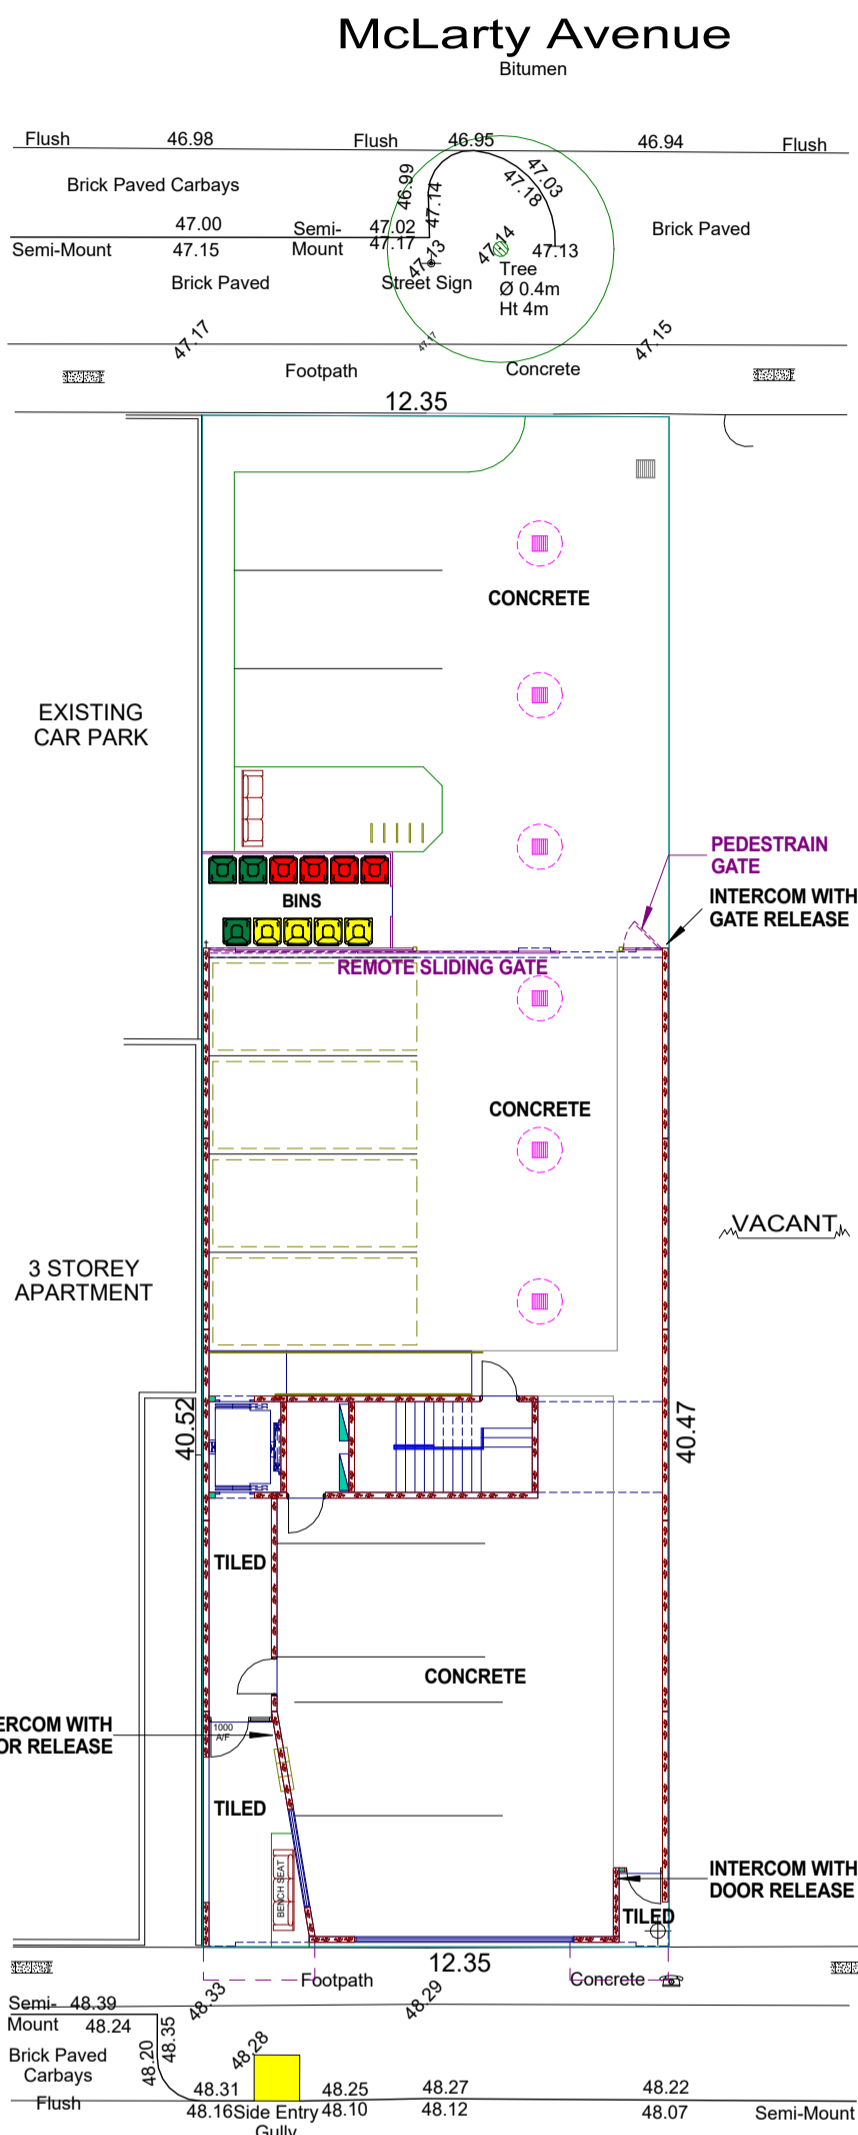 McLarty Avenue
Bitumen
Flush 46.98 Flush 46.95 46.94 Flush
Brick Paved Carbays
46.99
47.14
47.03
47.18
47.00
Semi-Mount
47.15
Semi-
Mount
47.02
47.17
47.13
47.14
47.13
Brick Paved
Brick Paved
Street Sign
Tree
Ø 0.4m
Ht 4m
47.17
47.17
47.15
Footpath
Concrete
12.35
CONCRETE
EXISTING
CAR PARK
PEDESTRAIN
GATE
INTERCOM WITH
GATE RELEASE
BINS
REMOTE SLIDING GATE
CONCRETE
VACANT
3 STOREY
APARTMENT
40.52
40.47
TILED
CONCRETE
ERCOM WITH
OR RELEASE
1000
A/F
TILED
BENCH SEAT
INTERCOM WITH
DOOR RELEASE
TILED
12.35
Footpath
Concrete
Semi-
Mount
48.39
48.24
48.33
48.29
48.20
48.35
Brick Paved
Carbays
48.28
Flush
48.31
48.16
Side Entry
Gully
48.25
48.10
48.27
48.12
48.22
48.07
Semi-Mount